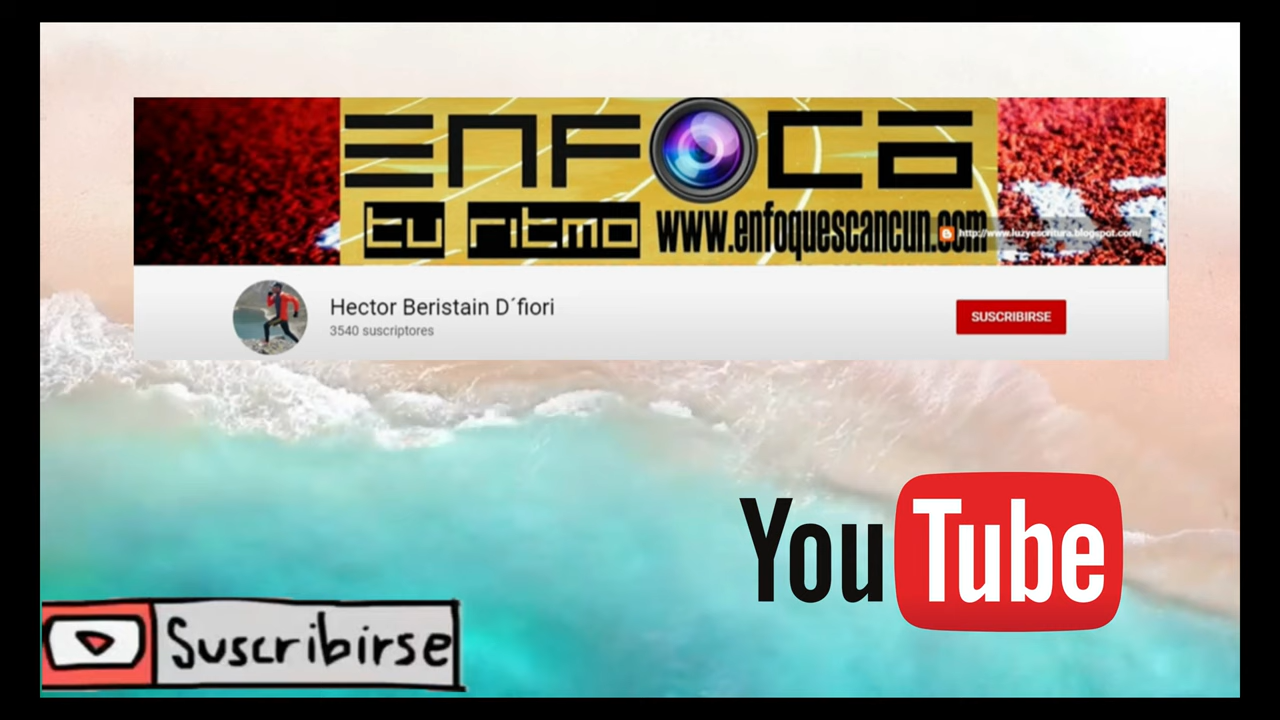 ENFOCA
tu ritmo www.enfoquescancun.com
http://www.luzyescritura.blogspot.com/
Hector Beristain D´fiori
3540 suscriptores
SUSCRIBIRSE
YouTube
Suscribirse